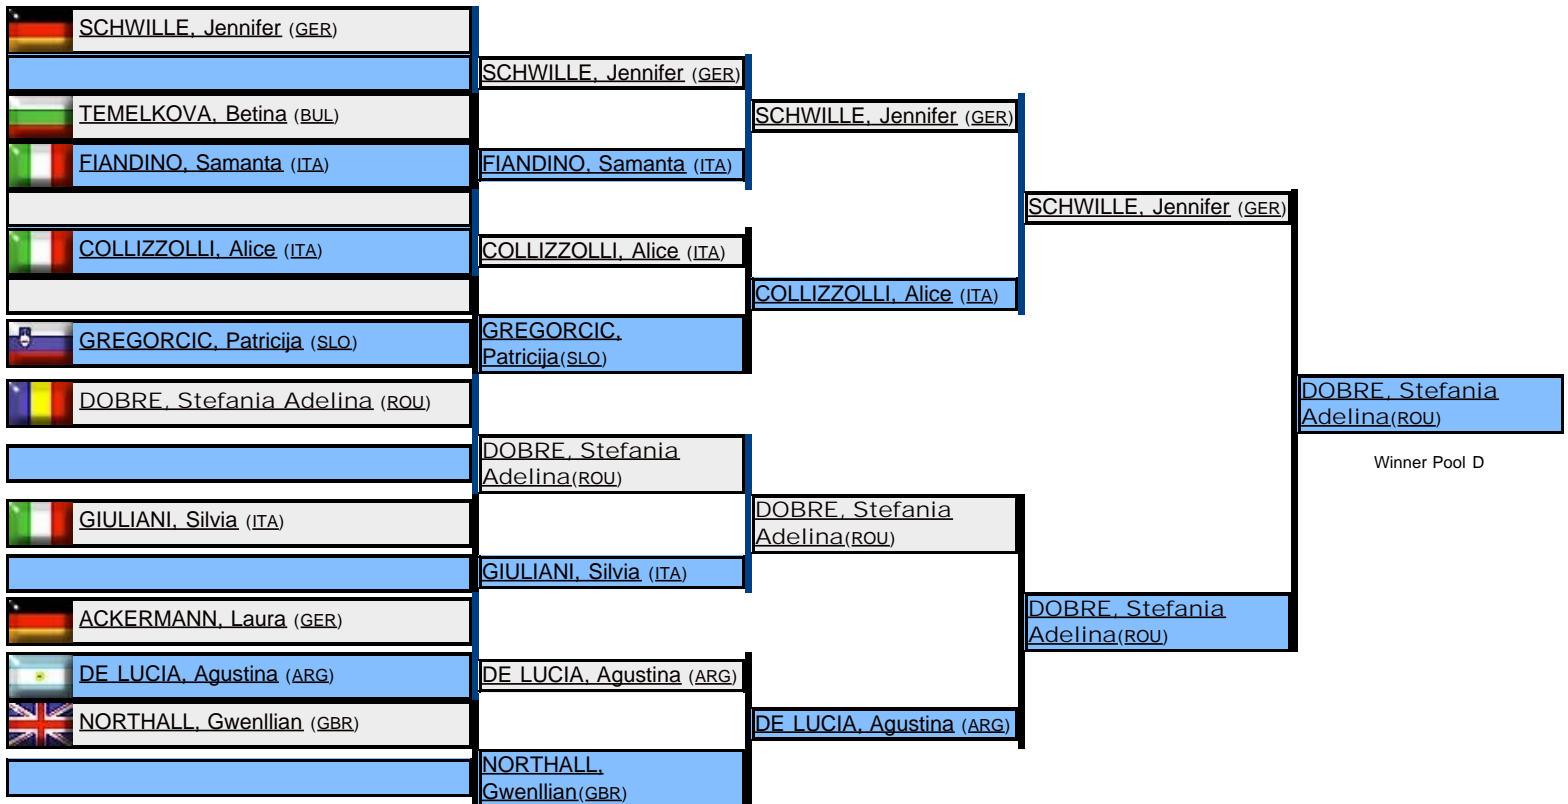 SCHWILLE, Jennifer (GER)
TEMELKOVA, Betina (BUL)
FIANDINO, Samanta (ITA)
COLLIZZOLLI, Alice (ITA)
GREGORCIC, Patricija (SLO)
DOBRE, Stefania Adelina (ROU)
GIULIANI, Silvia (ITA)
ACKERMANN, Laura (GER)
DE LUCIA, Agustina (ARG)
NORTHALL, Gwenllian (GBR)
SCHWILLE, Jennifer (GER)
FIANDINO, Samanta (ITA)
COLLIZZOLLI, Alice (ITA)
GREGORCIC,
Patricija(SLO)
DOBRE, Stefania
Adelina(ROU)
GIULIANI, Silvia (ITA)
DE LUCIA, Agustina (ARG)
NORTHALL,
Gwenllian(GBR)
SCHWILLE, Jennifer (GER)
COLLIZZOLLI, Alice (ITA)
DOBRE, Stefania
Adelina(ROU)
DE LUCIA, Agustina (ARG)
SCHWILLE, Jennifer (GER)
DOBRE, Stefania
Adelina(ROU)
DOBRE, Stefania
Adelina(ROU)
Winner Pool D